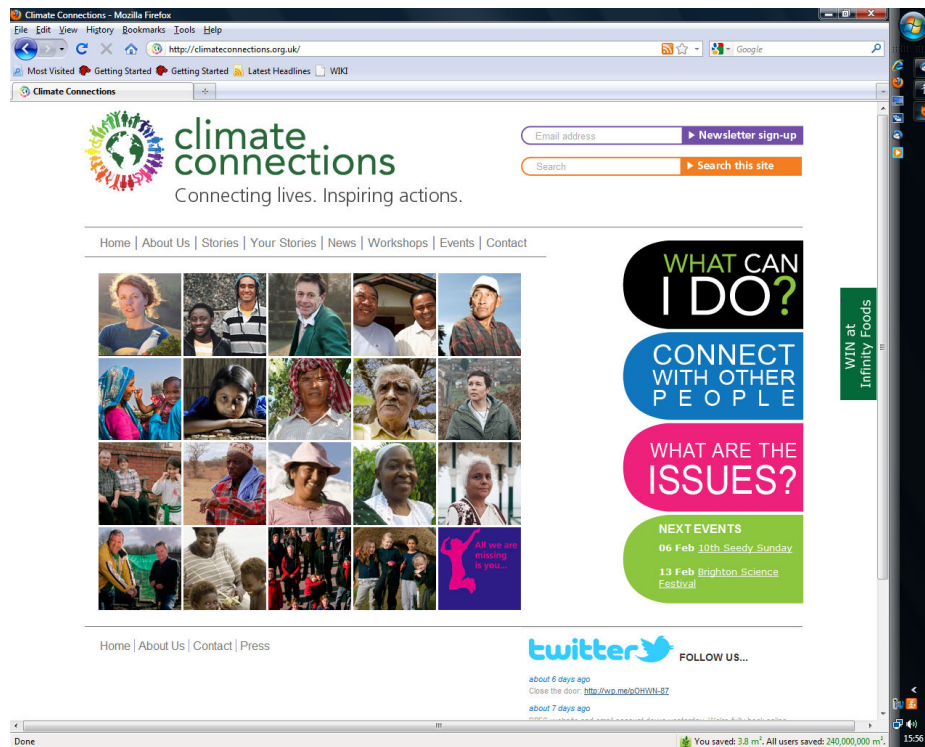 Climate Connections - Mozilla Firefox
File Edit View History Bookmarks Tools Help
http://climateconnections.org.uk/
Google
Most Visited Getting Started Getting Started Latest Headlines WIKI
Climate Connections
climate
connections
Connecting lives. Inspiring actions.
Email address
Newsletter sign-up
Search
Search this site
Home | About Us | Stories | Your Stories | News | Workshops | Events | Contact
WHAT CAN
I DO?
CONNECT
WITH OTHER
PEOPLE
WHAT ARE THE
ISSUES?
NEXT EVENTS
06 Feb 10th Seedy Sunday
13 Feb Brighton Science
Festival
WIN at
Infinity Foods
All we are
missing
is you...
Home | About Us | Contact | Press
twitter
FOLLOW US...
about 6 days ago
Close the door: http://wp.me/pOHWN-87
about 7 days ago
Done
You saved: 3.8 m². All users saved: 240,000,000 m².
15:56